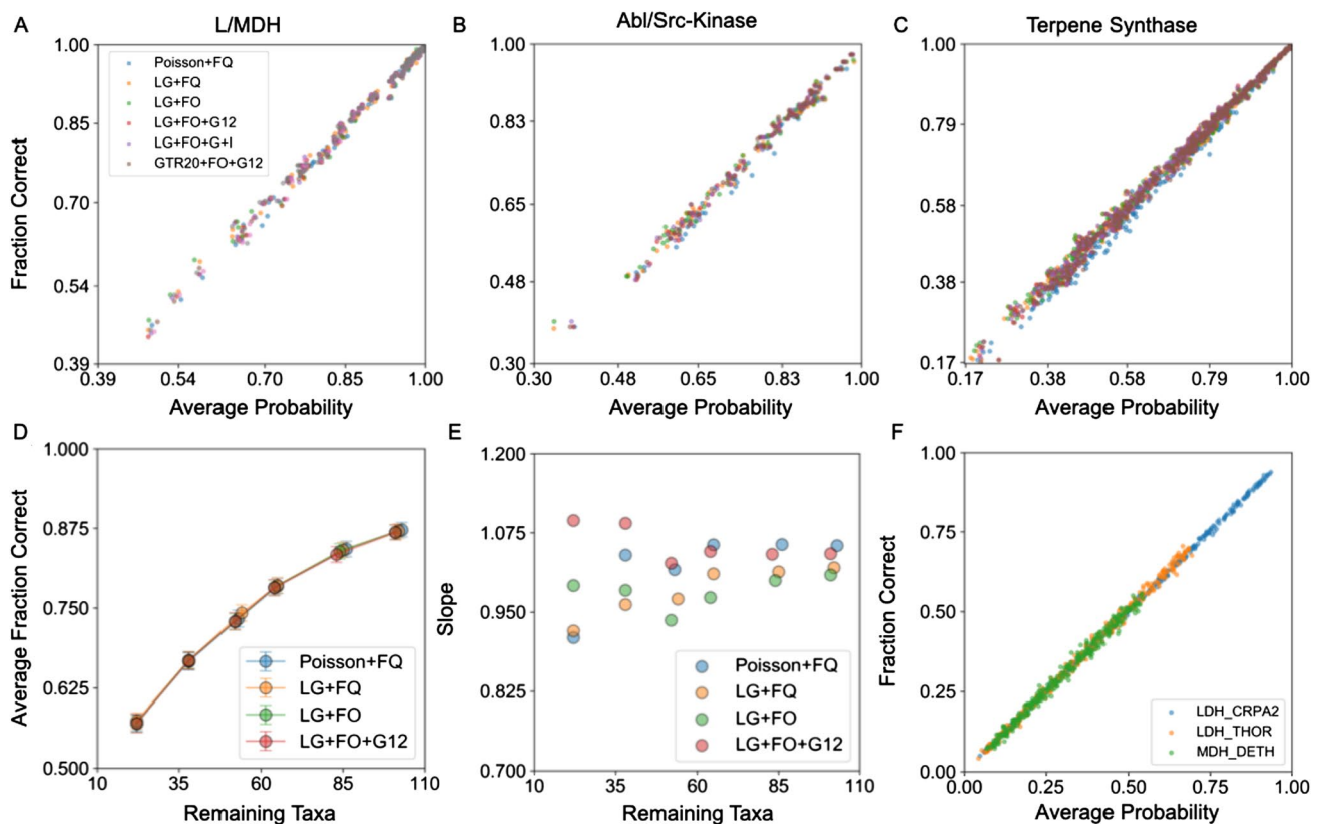 A
L/MDH
B
Abl/Src-Kinase
C
Terpene Synthase
Fraction Correct
1.00
0.85
0.70
0.54
0.39
Poisson+FQ
LG+FQ
LG+FO
LG+FO+G12
LG+FO+G+I
GTR20+FO+G12
0.39 0.54 0.70 0.85 1.00
Average Probability
1.00
0.83
0.65
0.48
0.30
0.30 0.48 0.65 0.83 1.00
Average Probability
1.00
0.79
0.58
0.38
0.17
0.17 0.38 0.58 0.79 1.00
Average Probability
D
Average Fraction Correct
1.000
0.875
0.750
0.625
0.500
Poisson+FQ
LG+FQ
LG+FO
LG+FO+G12
10 35 60 85 110
Remaining Taxa
E
Slope
1.200
1.075
0.950
0.825
0.700
Poisson+FQ
LG+FQ
LG+FO
LG+FO+G12
10 35 60 85 110
Remaining Taxa
F
Fraction Correct
1.00
0.75
0.50
0.25
0.00
LDH_CRPA2
LDH_THOR
MDH_DETH
0.00 0.25 0.50 0.75 1.00
Average Probability